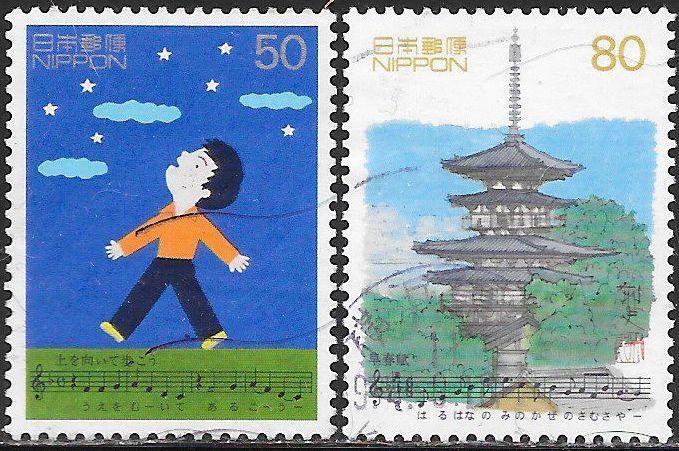 日本郵便 50
NIPPON
上を向いて歩こう
うえをむーいて あるこーうー
日本郵便 80
NIPPON
早春賦
はるはなの みのかぜのさむさやー